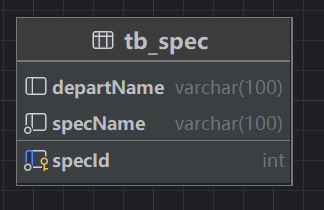 tb_spec
departName varchar(100)
specName varchar(100)
specId int